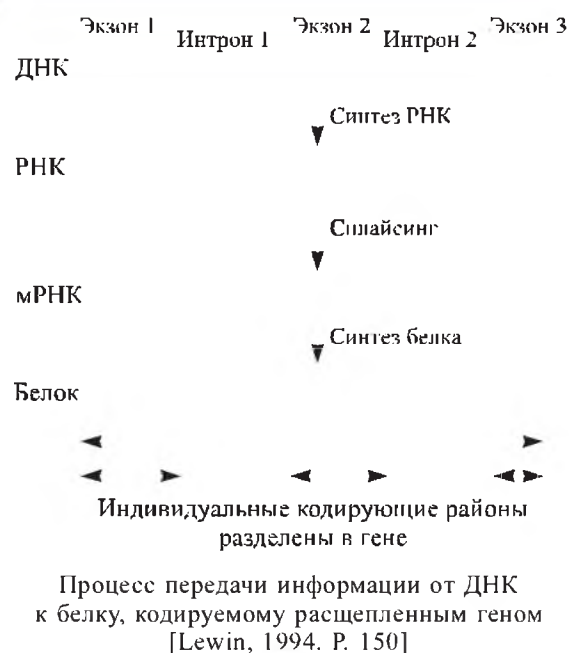 Экзон 1 Интрон 1 Экзон 2 Интрон 2 Экзон 3
ДНК
Синтез РНК
РНК
Сплайсинг
мРНК
Синтез белка
Белок
Индивидуальные кодирующие районы
разделены в гене
Процесс передачи информации от ДНК
к белку, кодируемому расщепленным геном
[Lewin, 1994. P. 150]